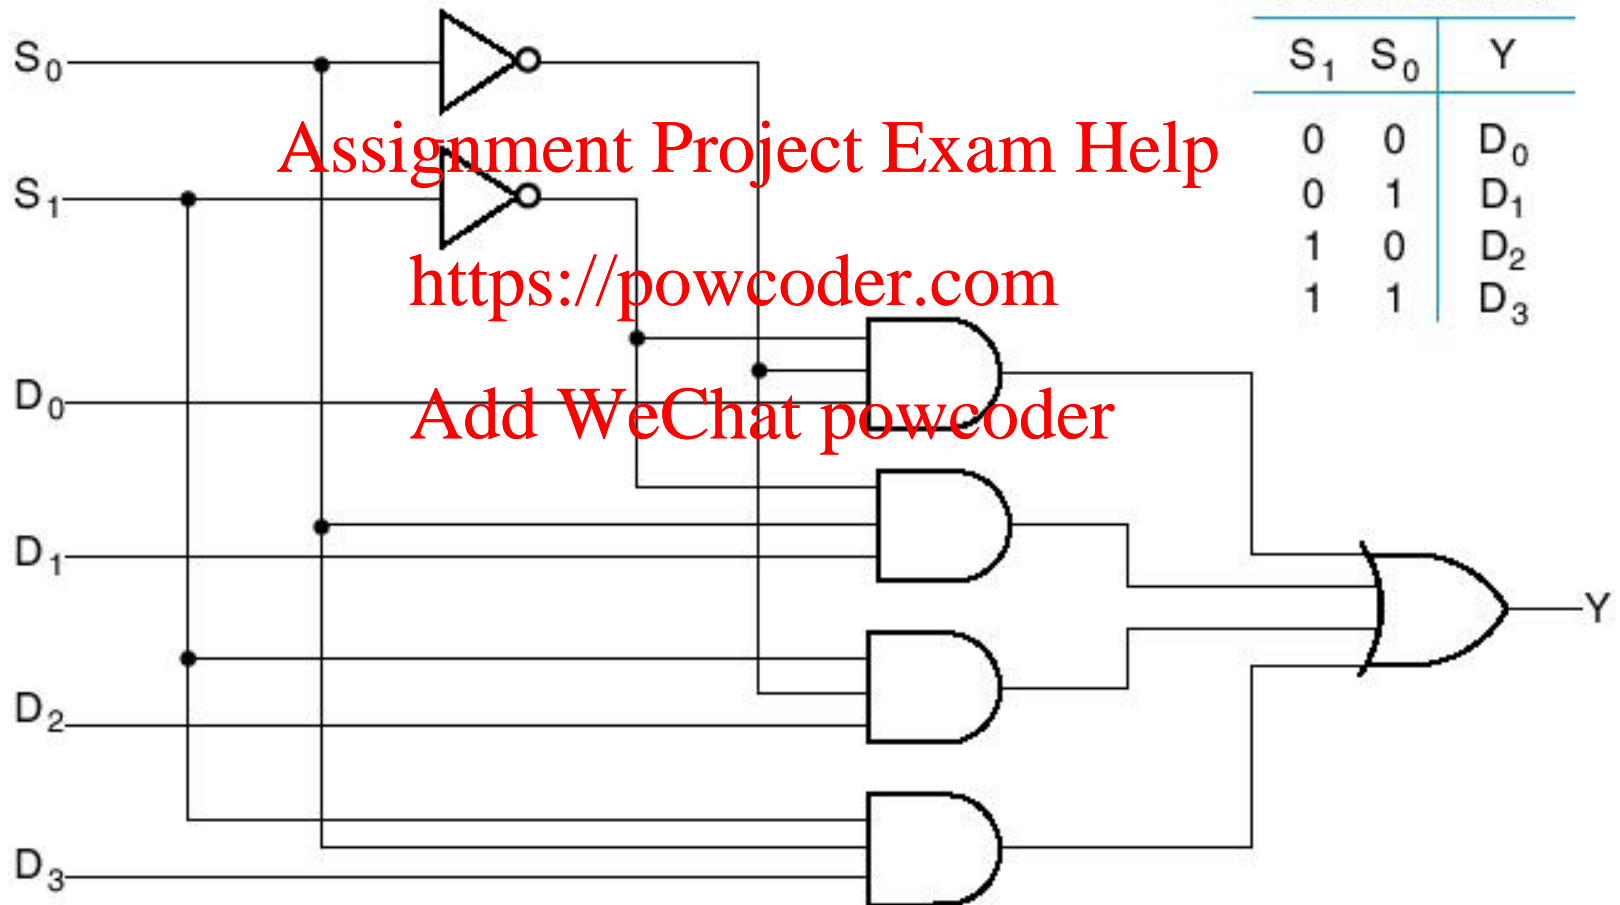 S0
S1
D0
D1
D2
D3
Assignment Project Exam Help
https://powcoder.com
Add WeChat powcoder
Y
S1 S0 Y
0 0 D0
0 1 D1
1 0 D2
1 1 D3